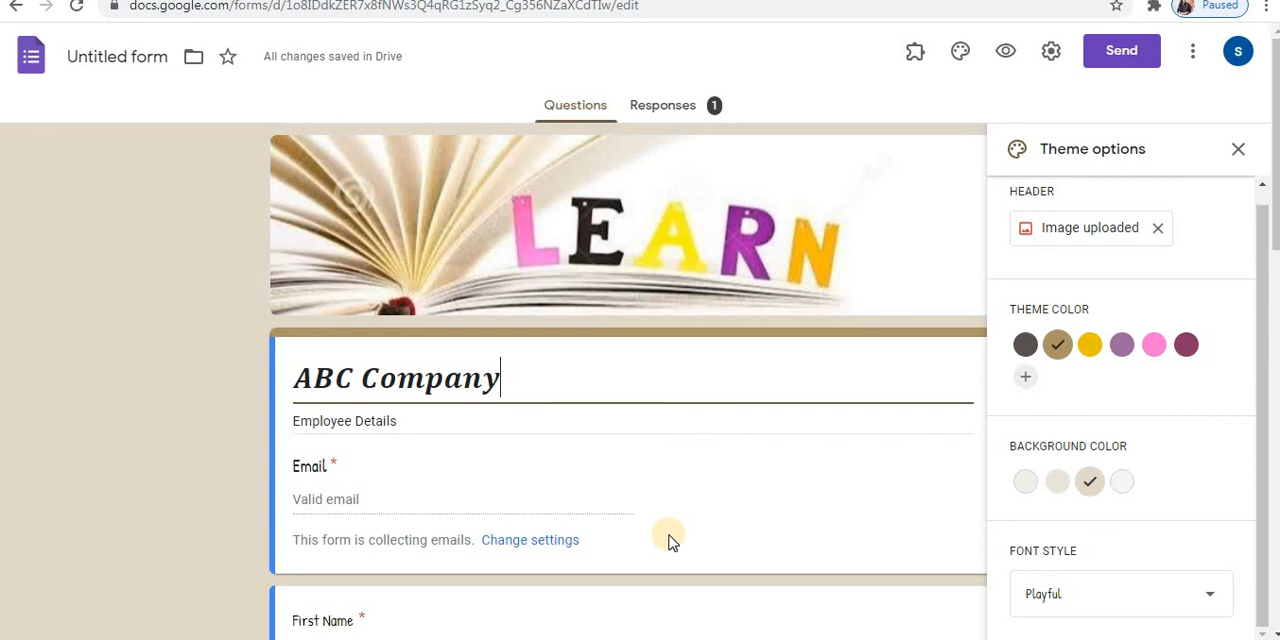 docs.google.com/forms/d/1o8IDdkZER7x8fNWs3Q4qRG1zSyq2_Cg356NZaXCdTIw/edit
Paused
Untitled form
All changes saved in Drive
Send
S
Questions
Responses 1
Theme options
LEARN
HEADER
Image uploaded
THEME COLOR
ABC Company
Employee Details
BACKGROUND COLOR
Email *
Valid email
This form is collecting emails. Change settings
FONT STYLE
Playful
First Name *